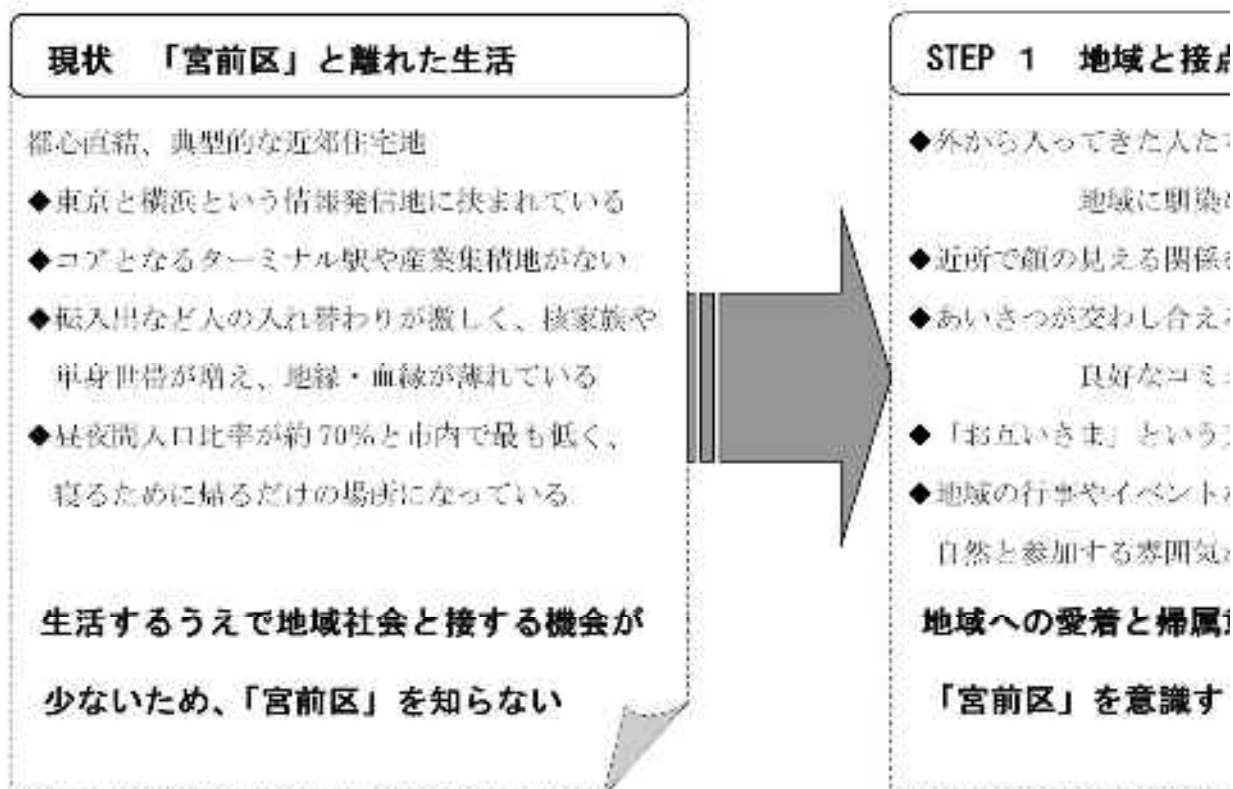 現状 「宮前区」と離れた生活
都心直結、典型的な近郊住宅地
◆東京と横浜という情報発信地に挟まれている
◆コアとなるターミナル駅や産業集積地がない
◆転入出など人の入れ替わりが激しく、核家族や
単身世帯が増え、地縁・血縁が薄れている
◆昼夜間人口比率が約70%と市内で最も低く、
寝るために帰るだけの場所になっている
生活するうえで地域社会と接する機会が
少ないため、「宮前区」を知らない
STEP 1 地域と接点
◆外から入ってきた人た
地域に馴染
◆近所で顔の見える関係
◆あいさつが交わし合え
良好なコミ
◆「お互いさま」という
◆地域の行事やイベント
自然と参加する雰囲気
地域への愛着と帰属
「宮前区」を意識す